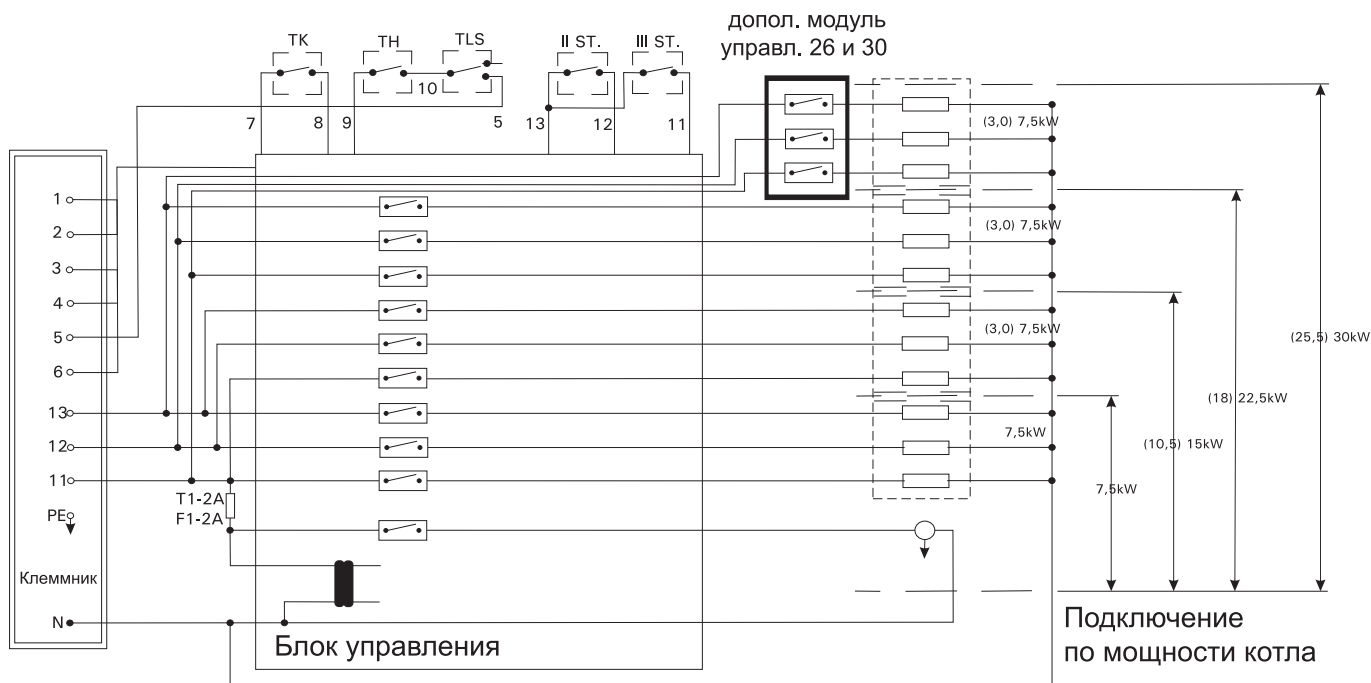 допол. модуль
управл. 26 и 30
TK
TH
TLS
II ST.
III ST.
10
7
8
9
5
13
12
11
(3,0) 7,5kW
(3,0) 7,5kW
(3,0) 7,5kW
7,5kW
(25,5) 30kW
(18) 22,5kW
(10,5) 15kW
7,5kW
1
2
3
4
5
6
13
12
11
PE
Клеммник
N
T1-2A
F1-2A
Блок управления
Подключение
по мощности котла